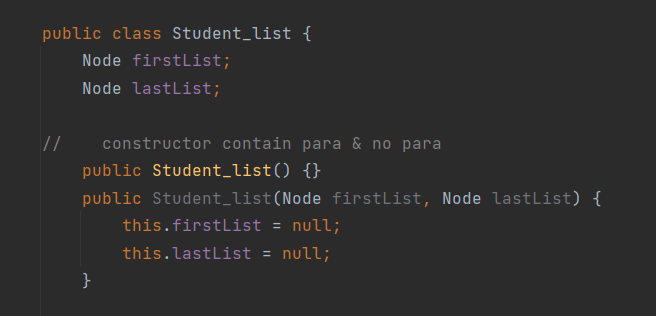 public class Student_list {
Node firstList;
Node lastList;
// constructor contain para & no para
public Student_list() {}
public Student_list(Node firstList, Node lastList) {
this.firstList = null;
this.lastList = null;
}